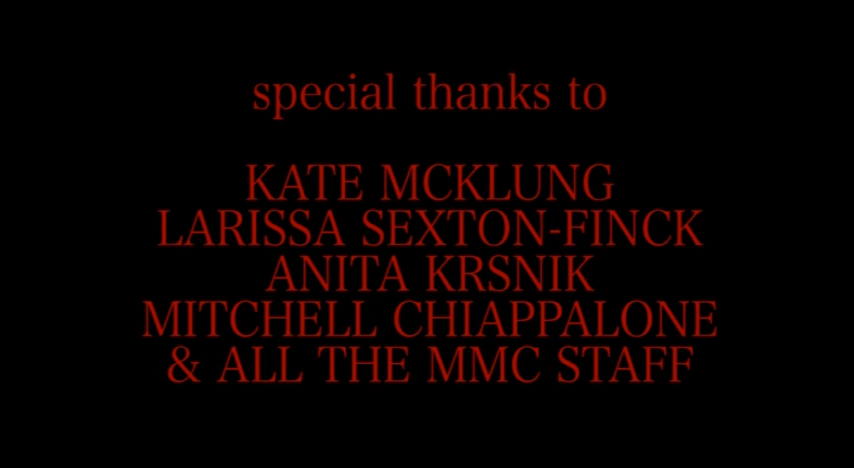 special thanks to
KATE MCKLUNG
LARISSA SEXTON-FINCK
ANITA KRSNIK
MITCHELL CHIAPPALONE
& ALL THE MMC STAFF